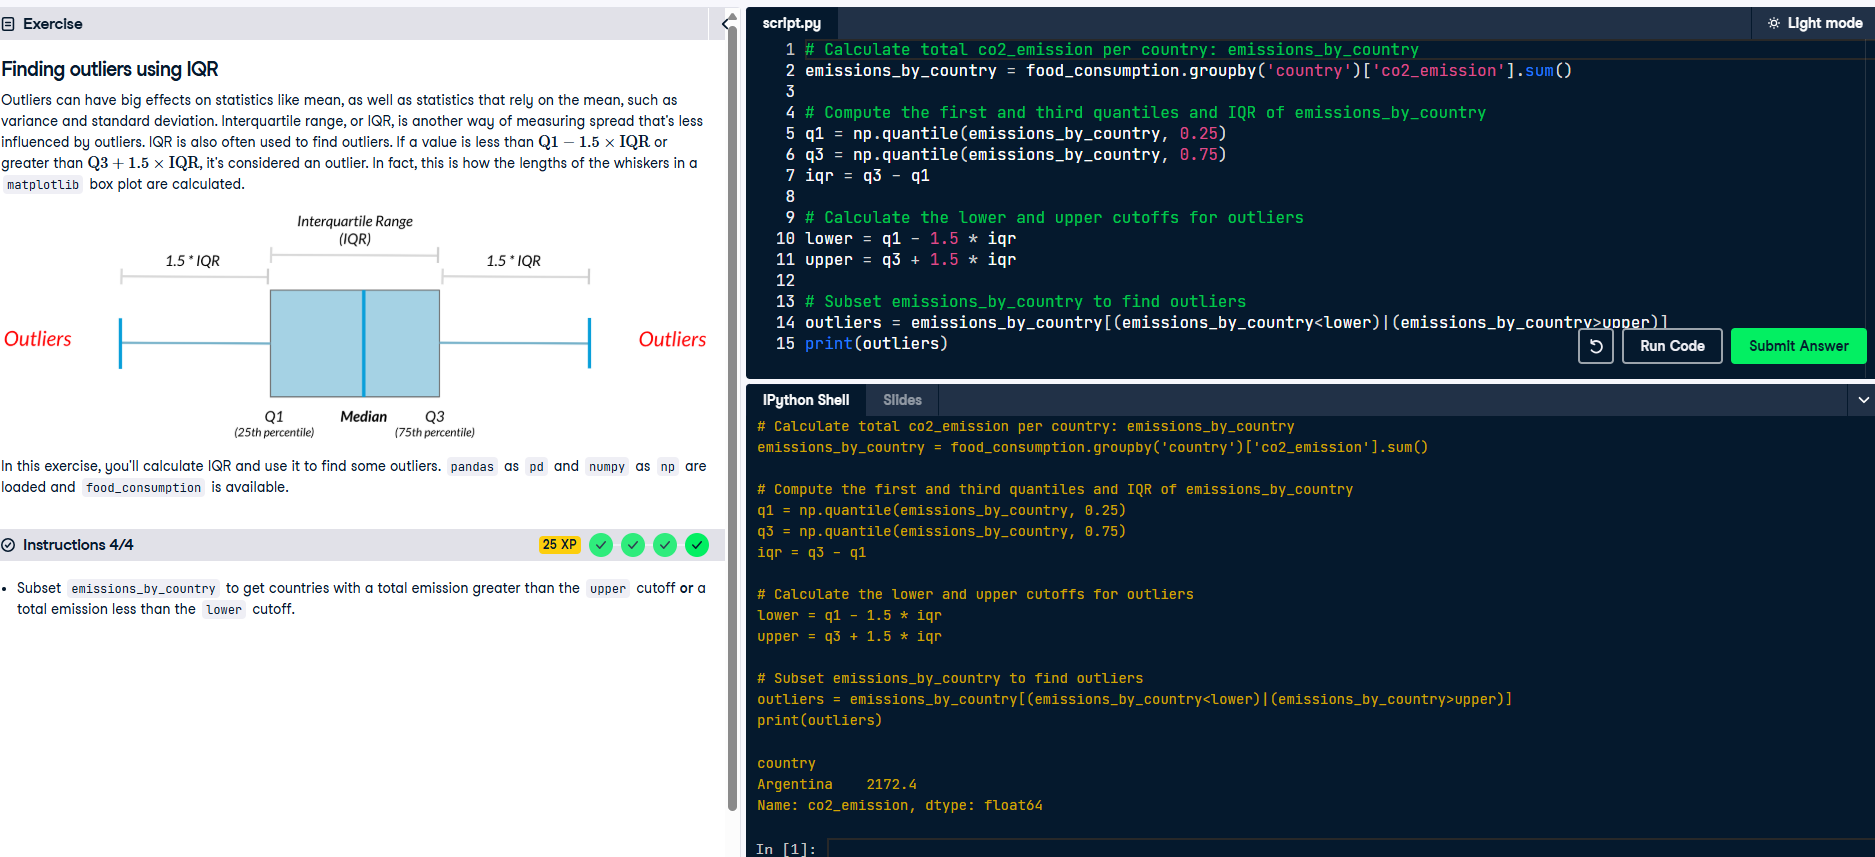 Exercise
Finding outliers using IQR
Outliers can have big effects on statistics like mean, as well as statistics that rely on the mean, such as
variance and standard deviation. Interquartile range, or IQR, is another way of measuring spread that's less
influenced by outliers. IQR is also often used to find outliers. If a value is less than Q1 − 1.5 × IQR or
greater than Q3 + 1.5 × IQR, it's considered an outlier. In fact, this is how the lengths of the whiskers in a
matplotlib box plot are calculated.
Interquartile Range
(IQR)
1.5 * IQR
1.5 * IQR
Outliers
Outliers
Q1
Median
Q3
(25th percentile)
(75th percentile)
In this exercise, you'll calculate IQR and use it to find some outliers. pandas as pd and numpy as np are
loaded and food_consumption is available.
Instructions 4/4
25 XP
• Subset emissions_by_country to get countries with a total emission greater than the upper cutoff or a
total emission less than the lower cutoff.
script.py
Light mode
1 # Calculate total co2_emission per country: emissions_by_country
2 emissions_by_country = food_consumption.groupby('country')['co2_emission'].sum()
3
4 # Compute the first and third quantiles and IQR of emissions_by_country
5 q1 = np.quantile(emissions_by_country, 0.25)
6 q3 = np.quantile(emissions_by_country, 0.75)
7 iqr = q3 - q1
8
9 # Calculate the lower and upper cutoffs for outliers
10 lower = q1 - 1.5 * iqr
11 upper = q3 + 1.5 * iqr
12
13 # Subset emissions_by_country to find outliers
14 outliers = emissions_by_country[(emissions_by_country<lower)|(emissions_by_country>upper)]
15 print(outliers)
Run Code
Submit Answer
IPython Shell
Slides
# Calculate total co2_emission per country: emissions_by_country
emissions_by_country = food_consumption.groupby('country')['co2_emission'].sum()
# Compute the first and third quantiles and IQR of emissions_by_country
q1 = np.quantile(emissions_by_country, 0.25)
q3 = np.quantile(emissions_by_country, 0.75)
iqr = q3 - q1
# Calculate the lower and upper cutoffs for outliers
lower = q1 - 1.5 * iqr
upper = q3 + 1.5 * iqr
# Subset emissions_by_country to find outliers
outliers = emissions_by_country[(emissions_by_country<lower)|(emissions_by_country>upper)]
print(outliers)
country
Argentina    2172.4
Name: co2_emission, dtype: float64
In [1]: